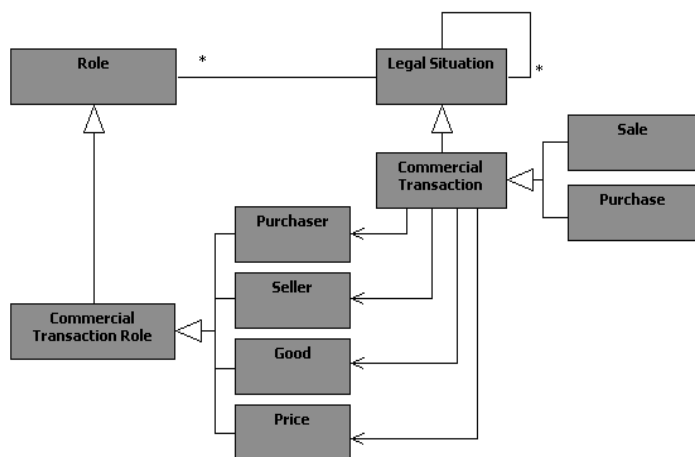 Role
*
Legal Situation
*
Sale
Commercial
Transaction
Purchase
Purchaser
Seller
Commercial
Transaction Role
Good
Price